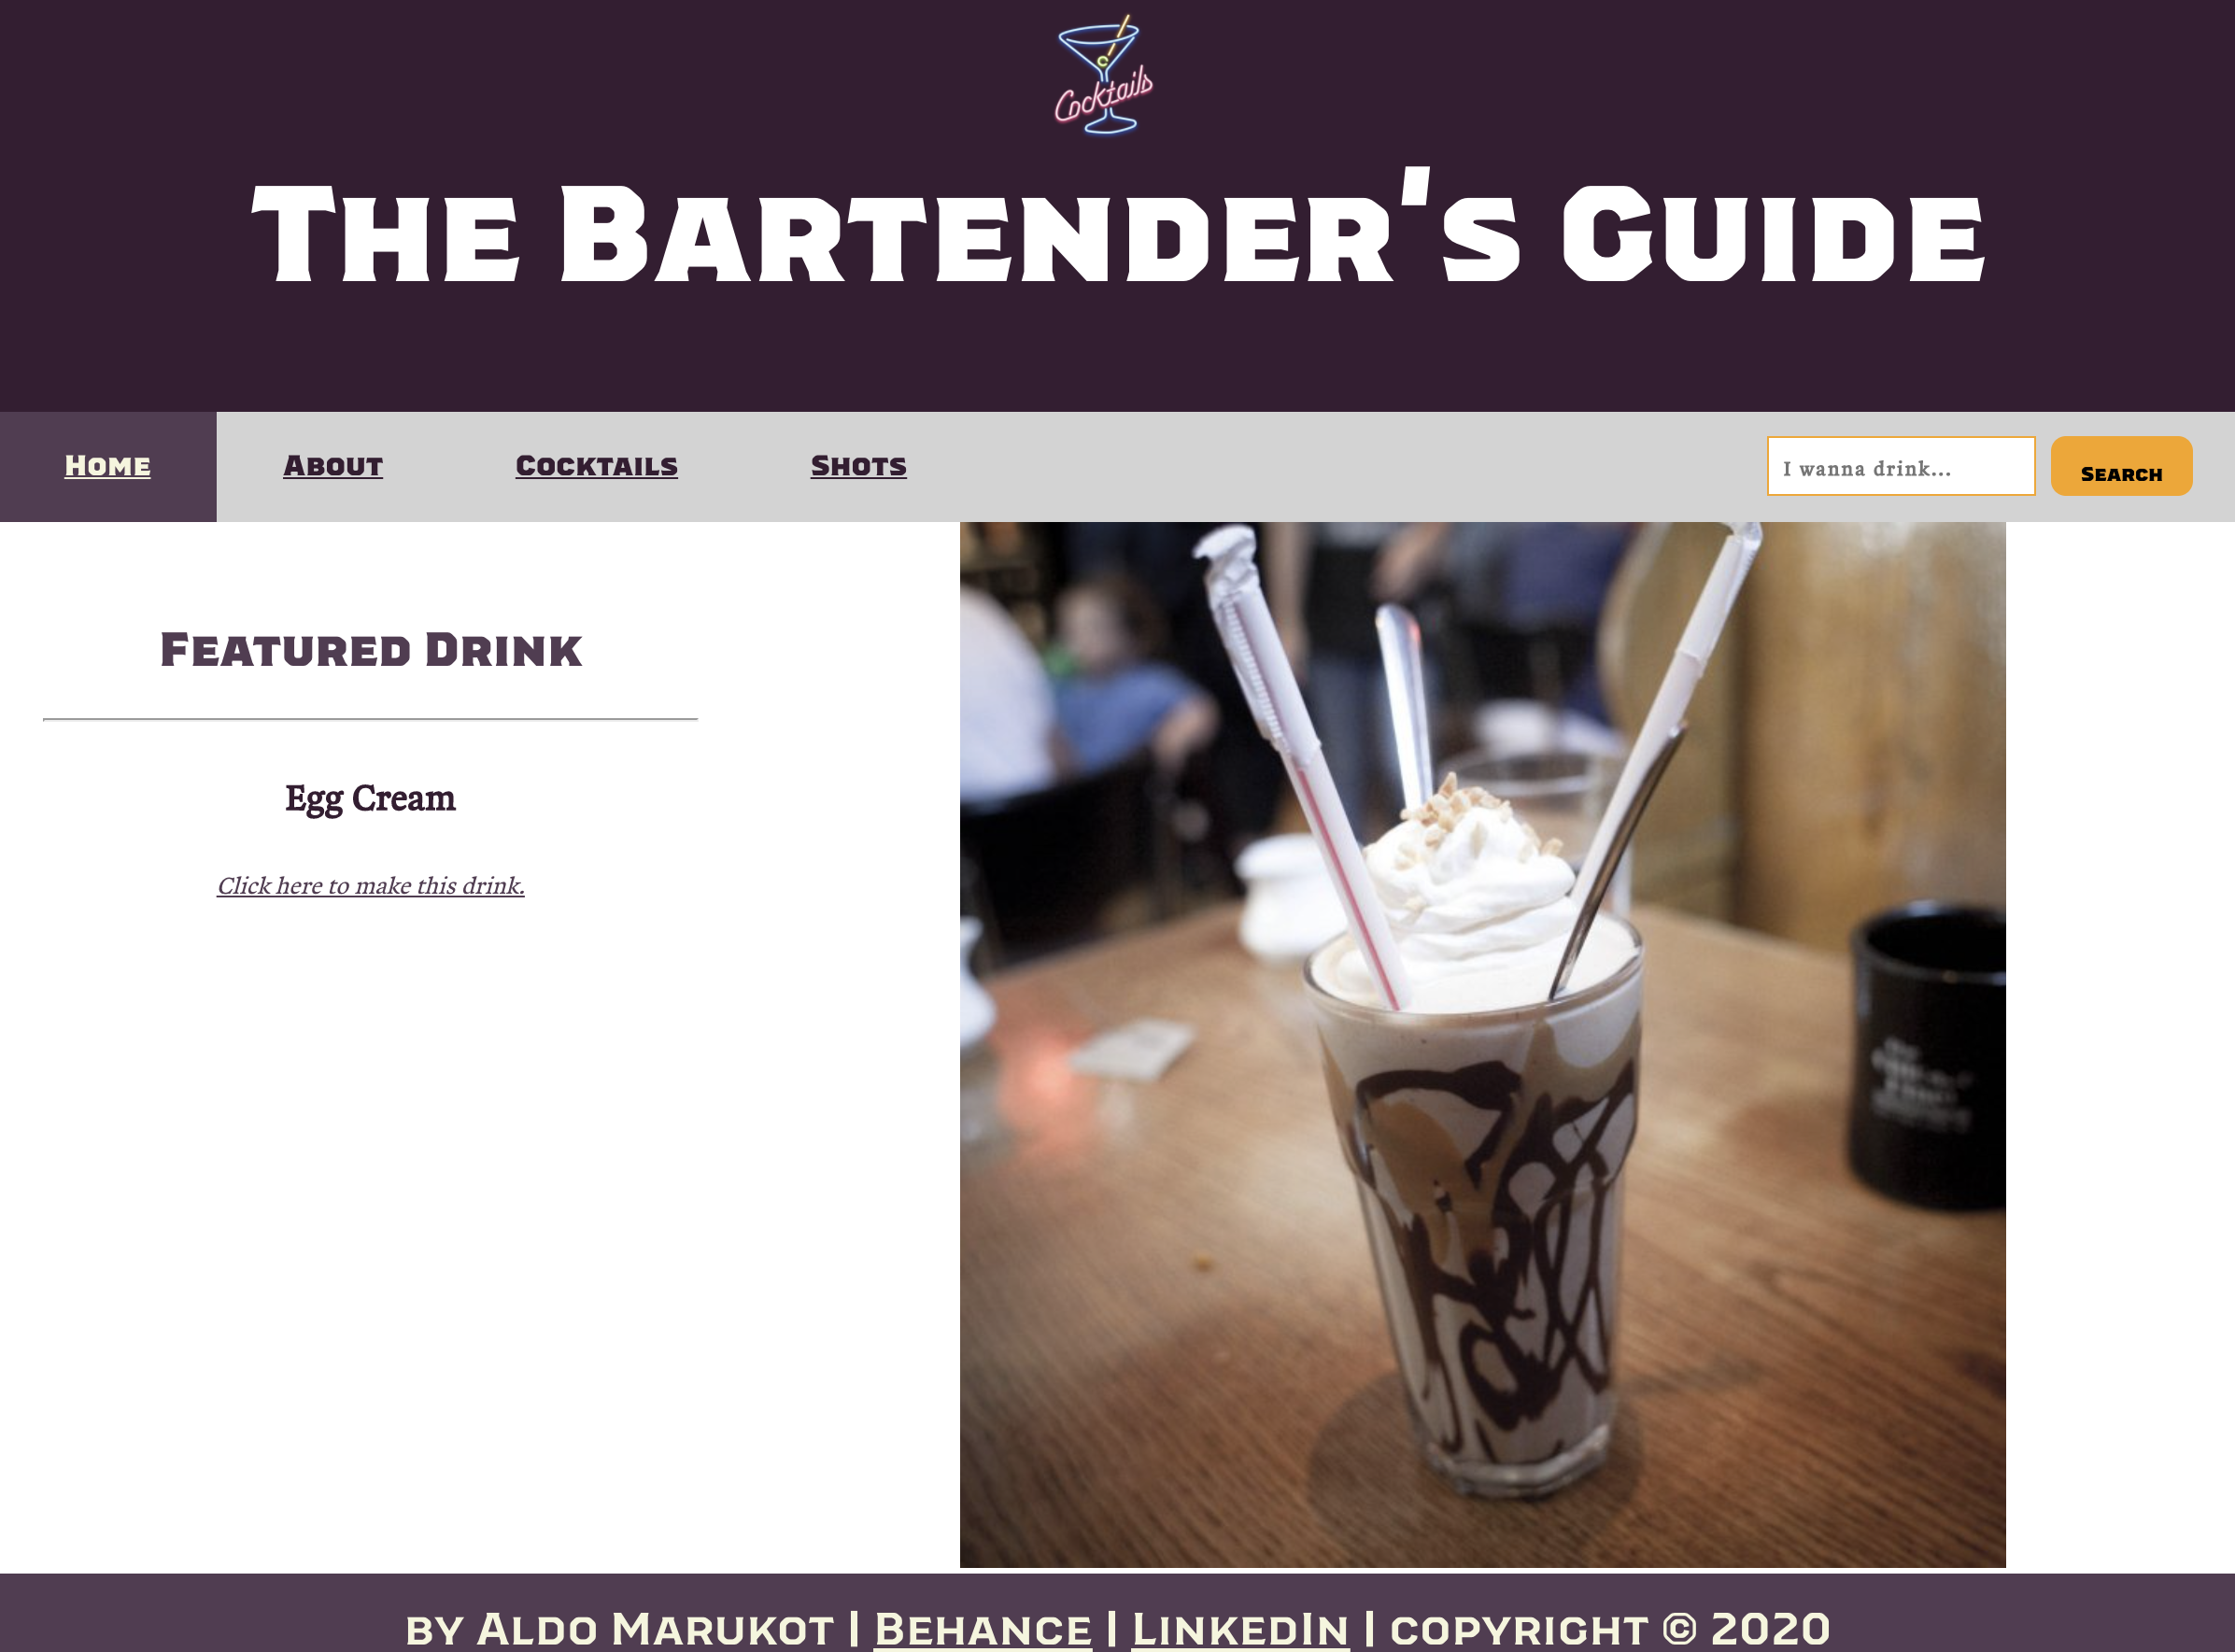 Cocktails
The Bartender's Guide
Home About Cocktails Shots I wanna drink... Search
Featured Drink
Egg Cream
Click here to make this drink.
by Aldo Marukot | Behance | LinkedIn | copyright © 2020